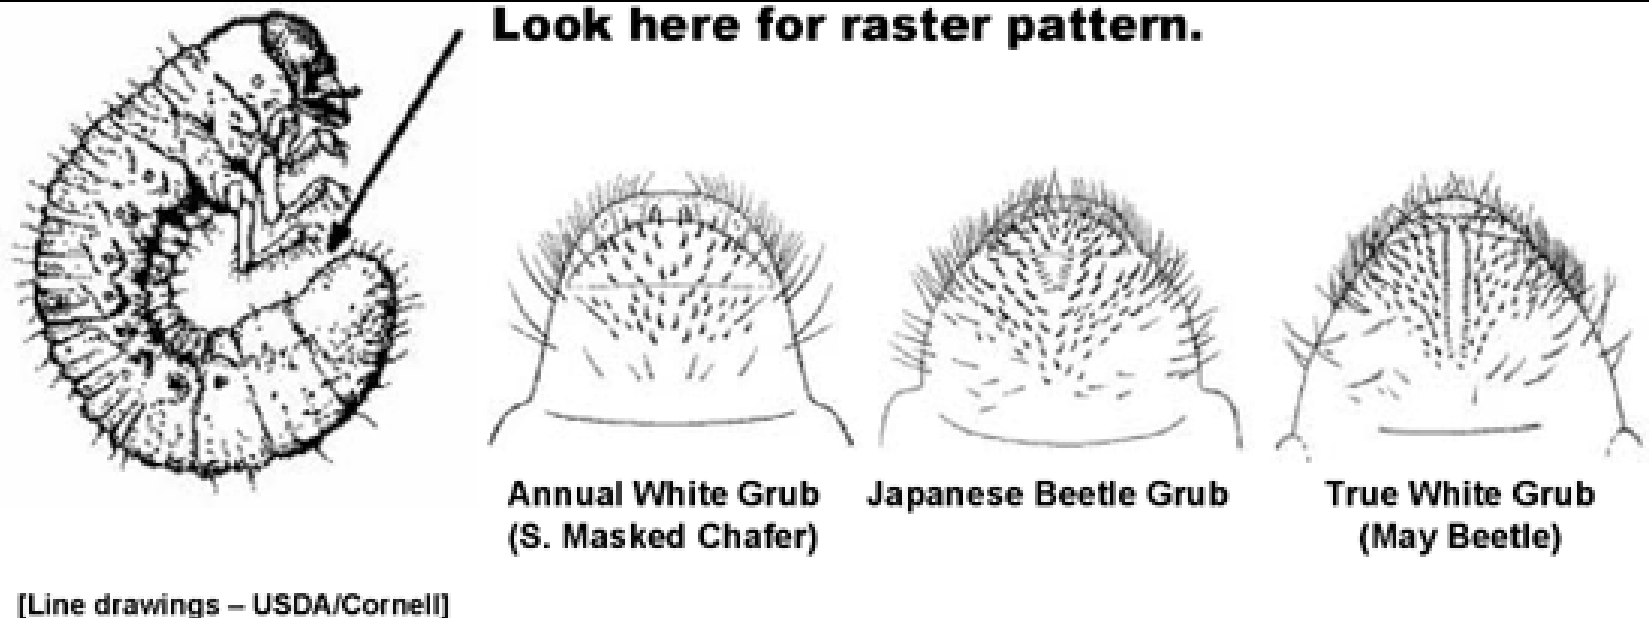 Look here for raster pattern.
Annual White Grub
(S. Masked Chafer)
Japanese Beetle Grub
True White Grub
(May Beetle)
[Line drawings – USDA/Cornell]